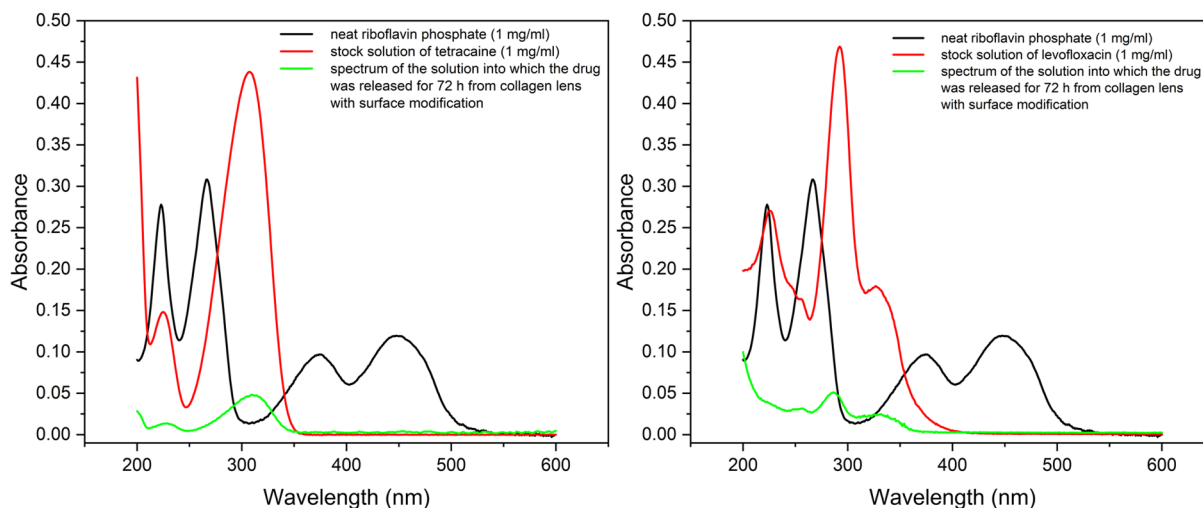 neat riboflavin phosphate (1 mg/ml)
stock solution of tetracaine (1 mg/ml)
spectrum of the solution into which the drug
was released for 72 h from collagen lens
with surface modification
0.50
0.45
0.40
0.35
0.30
0.25
0.20
0.15
0.10
0.05
0.00
Absorbance
200
300
400
500
600
Wavelength (nm)
neat riboflavin phosphate (1 mg/ml)
stock solution of levofloxacin (1 mg/ml)
spectrum of the solution into which the drug
was released for 72 h from collagen lens
with surface modification
0.50
0.45
0.40
0.35
0.30
0.25
0.20
0.15
0.10
0.05
0.00
Absorbance
200
300
400
500
600
Wavelength (nm)